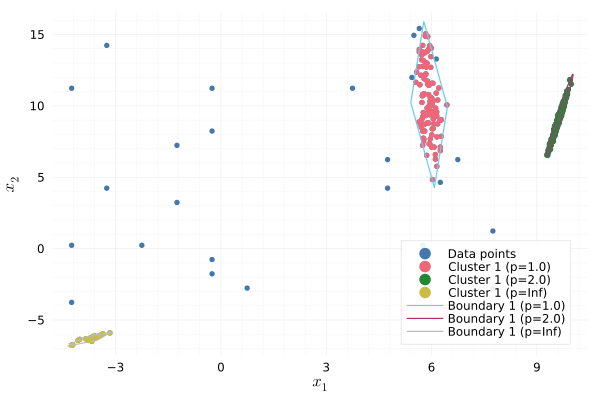 15
10
5
0
−5
x2
−3
0
3
6
9
x1
Data points
Cluster 1 (p=1.0)
Cluster 1 (p=2.0)
Cluster 1 (p=Inf)
Boundary 1 (p=1.0)
Boundary 1 (p=2.0)
Boundary 1 (p=Inf)